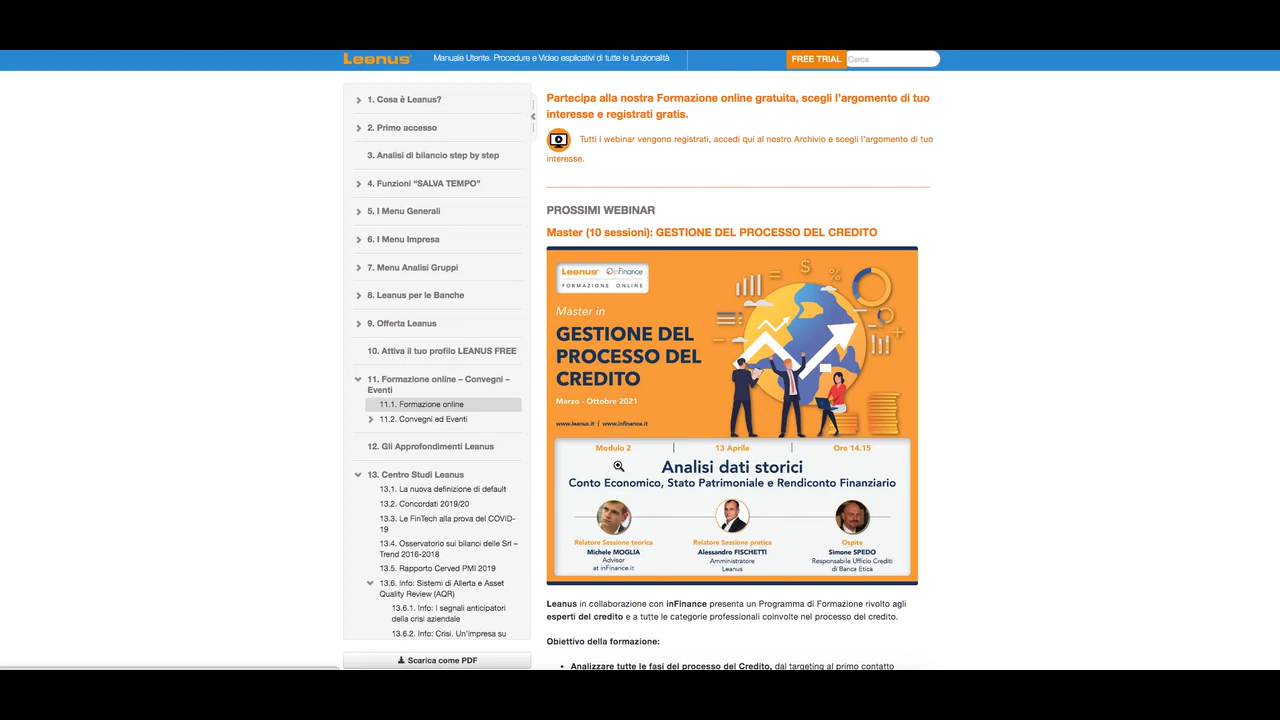 Leanus
Manuale Utente. Procedure e Video esplicativi di tutte le funzionalità
FREE TRIAL
Cerca
1. Cosa è Leanus?
2. Primo accesso
3. Analisi di bilancio step by step
4. Funzioni “SALVA TEMPO”
5. I Menu Generali
6. I Menu Impresa
7. Menu Analisi Gruppi
8. Leanus per le Banche
9. Offerta Leanus
10. Attiva il tuo profilo LEANUS FREE
11. Formazione online – Convegni –
Eventi
11.1. Formazione online
11.2. Convegni ed Eventi
12. Gli Approfondimenti Leanus
13. Centro Studi Leanus
13.1. La nuova definizione di default
13.2. Concordati 2019/20
13.3. Le FinTech alla prova del COVID-
19
13.4. Osservatorio sui bilanci delle Srl –
Trend 2016-2018
13.5. Rapporto Cerved PMI 2019
13.6. Info: Sistemi di Allerta e Asset
Quality Review (AQR)
13.6.1. Info: I segnali anticipatori
della crisi aziendale
13.6.2. Info: Crisi. Un’impresa su
Scarica come PDF
Partecipa alla nostra Formazione online gratuita, scegli l’argomento di tuo
interesse e registrati gratis.
Tutti i webinar vengono registrati, accedi qui al nostro Archivio e scegli l’argomento di tuo
interesse.
PROSSIMI WEBINAR
Master (10 sessioni): GESTIONE DEL PROCESSO DEL CREDITO
Leanus inFinance
FORMAZIONE ONLINE
Master in
GESTIONE DEL
PROCESSO DEL
CREDITO
Marzo - Ottobre 2021
www.leanus.it | www.infinance.it
$ %
Modulo 2 | 13 Aprile | Ore 14.15
Analisi dati storici
Conto Economico, Stato Patrimoniale e Rendiconto Finanziario
Relatore Sessione teorica
Michele MOGLIA
Advisor
at inFinance.it
Relatore Sessione pratica
Alessandro FISCHETTI
Amministratore
Leanus
Ospite
Simone SPEDO
Responsabile Ufficio Crediti
di Banca Etica
Leanus in collaborazione con inFinance presenta un Programma di Formazione rivolto agli
esperti del credito e a tutte le categorie professionali coinvolte nel processo del credito.
Obiettivo della formazione:
• Analizzare tutte le fasi del processo del Credito, dal targeting al primo contatto